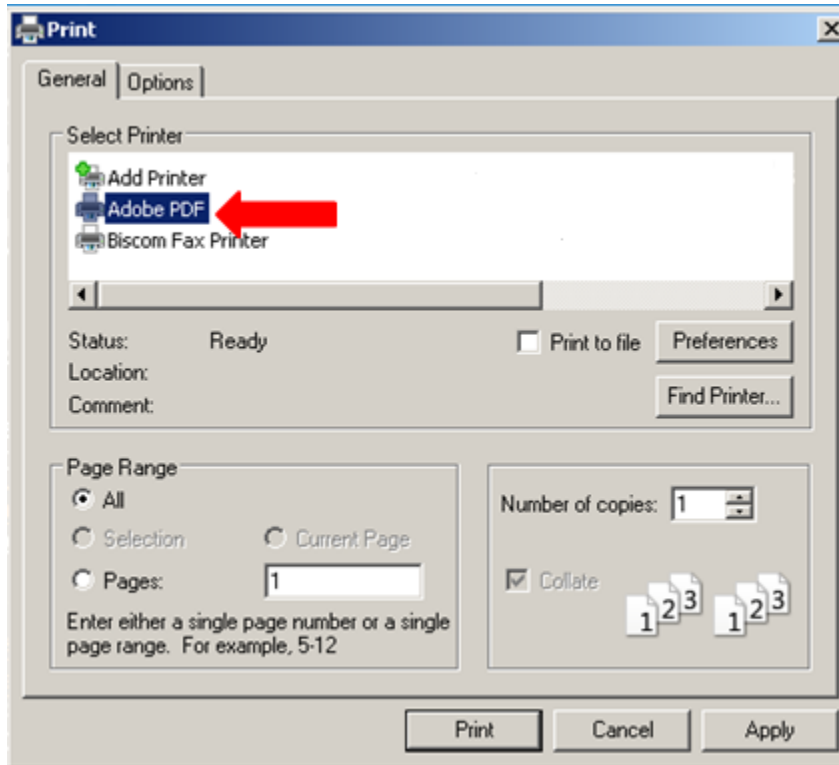 Print
General Options
Select Printer
Add Printer
Adobe PDF
Biscom Fax Printer
Status: Ready Print to file Preferences
Location:
Comment: Find Printer...
Page Range
All
Selection Current Page
Pages: 1
Enter either a single page number or a single
page range. For example, 5-12
Number of copies: 1
Collate
1 2 3 1 2 3
Print Cancel Apply